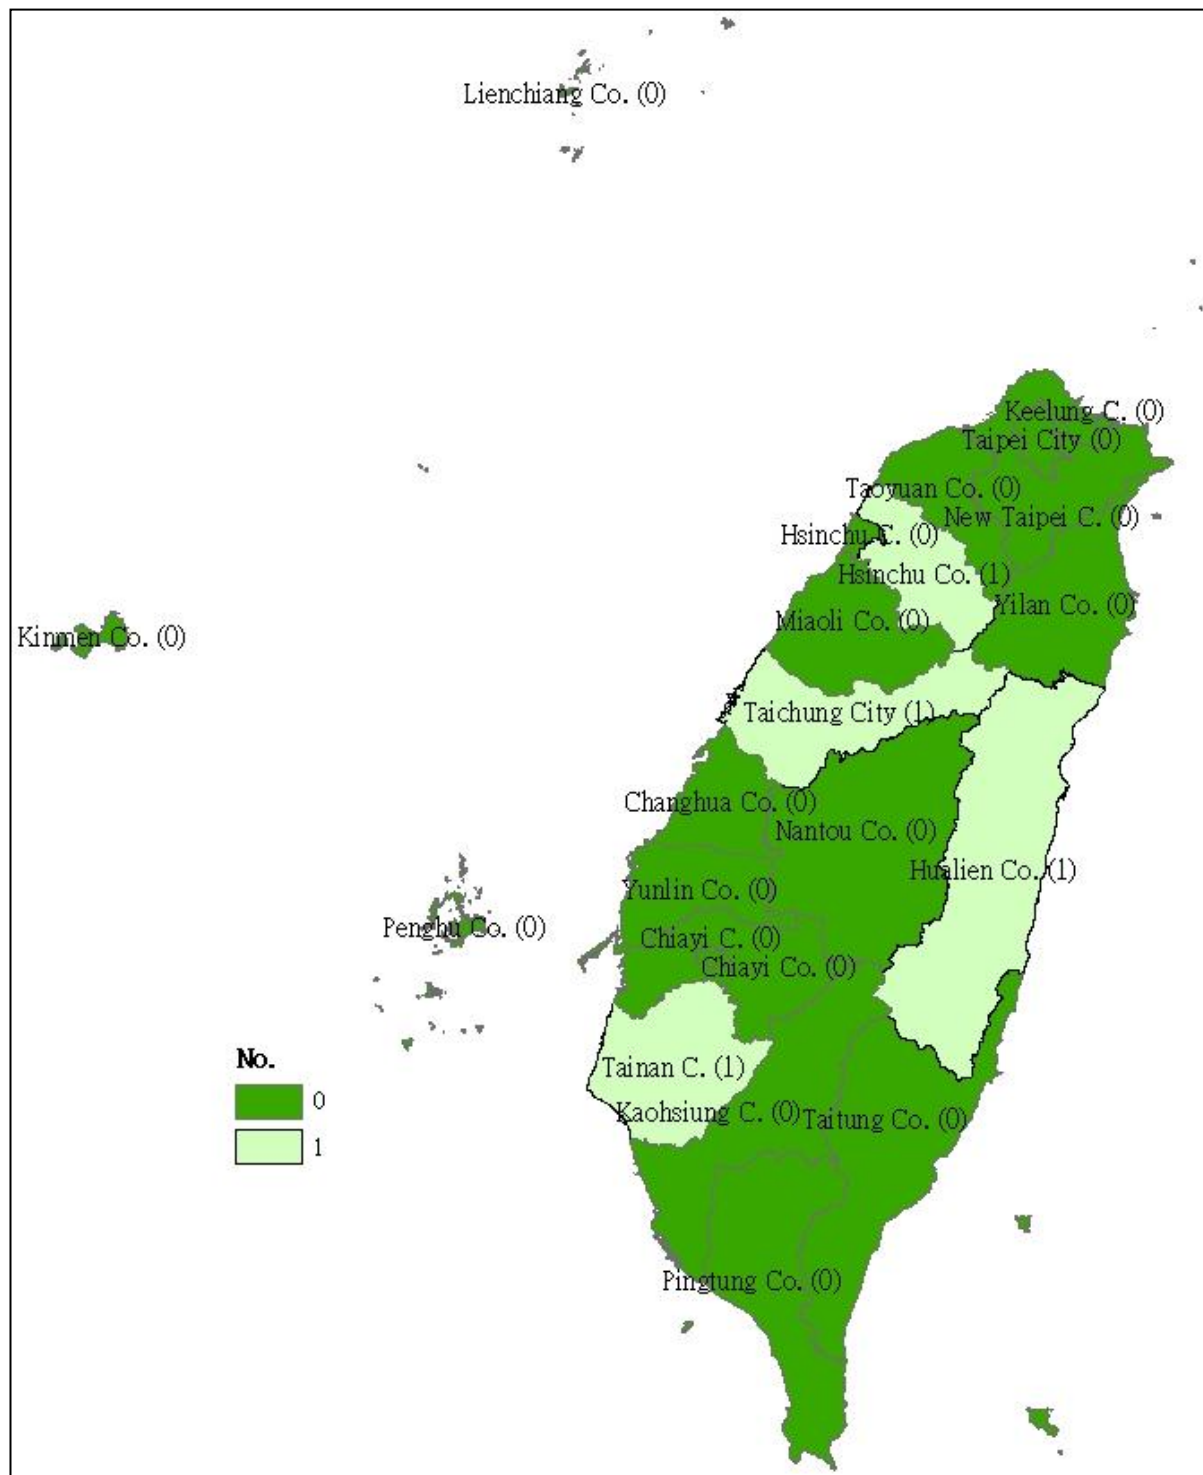 Lienchiang Co. (0)
Keelung C. (0)
Taipei City (0)
Taoyuan Co. (0)
New Taipei C. (0)
Hsinchu C. (0)
Hsinchu Co. (1)
Yilan Co. (0)
Miaoli Co. (0)
Kinmen Co. (0)
Taichung City (1)
Changhua Co. (0)
Nantou Co. (0)
Hualien Co. (1)
Yunlin Co. (0)
Penghu Co. (0)
Chiayi C. (0)
Chiayi Co. (0)
No.
0
1
Tainan C. (1)
Kaohsiung C. (0)
Taitung Co. (0)
Pingtung Co. (0)